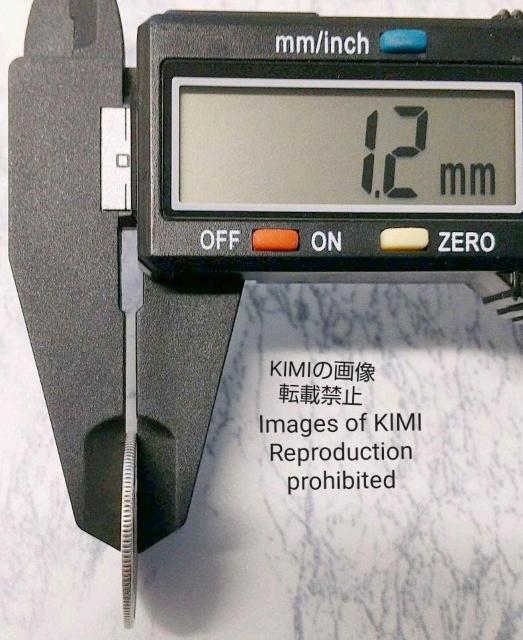 mm/inch
1.2 mm
OFF ON ZERO
KIMIの画像
転載禁止
Images of KIMI
Reproduction
prohibited